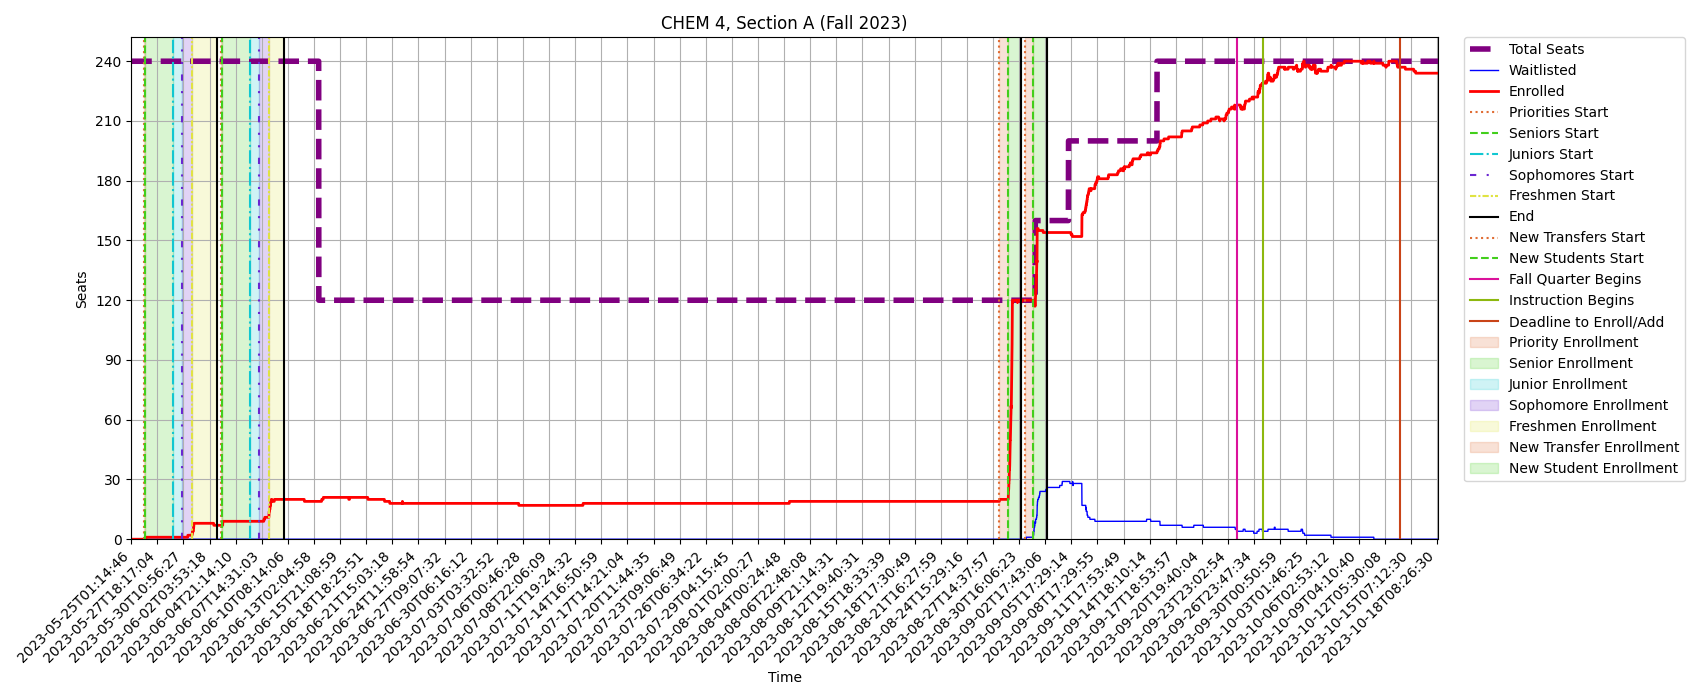 CHEM 4, Section A (Fall 2023)
Seats
240
210
180
150
120
90
60
30
0
2023-05-25T01:14:46
2023-05-27T18:17:04
2023-05-30T10:56:27
2023-06-02T03:53:18
2023-06-04T21:14:10
2023-06-07T14:31:03
2023-06-10T08:14:06
2023-06-13T02:04:58
2023-06-15T21:08:59
2023-06-18T18:25:51
2023-06-21T15:03:18
2023-06-24T11:58:54
2023-06-27T09:07:32
2023-06-30T06:16:12
2023-07-03T03:32:52
2023-07-06T00:46:28
2023-07-08T22:06:09
2023-07-11T19:24:32
2023-07-14T16:50:59
2023-07-17T14:21:04
2023-07-20T11:44:35
2023-07-23T09:06:49
2023-07-26T06:34:22
2023-07-29T04:15:45
2023-08-01T02:00:27
2023-08-04T00:24:48
2023-08-06T22:48:08
2023-08-09T21:14:31
2023-08-12T19:40:31
2023-08-15T18:33:39
2023-08-18T17:30:49
2023-08-21T16:27:59
2023-08-24T15:29:16
2023-08-27T14:37:57
2023-08-30T16:06:23
2023-09-02T17:43:06
2023-09-05T17:29:14
2023-09-08T17:29:55
2023-09-11T17:53:49
2023-09-14T18:10:14
2023-09-17T18:53:57
2023-09-20T19:40:04
2023-09-23T23:02:54
2023-09-26T23:47:34
2023-09-30T00:50:59
2023-10-03T01:46:25
2023-10-06T02:53:12
2023-10-09T04:10:40
2023-10-12T05:30:08
2023-10-15T07:12:30
2023-10-18T08:26:30
Time
Total Seats
Waitlisted
Enrolled
Priorities Start
Seniors Start
Juniors Start
Sophomores Start
Freshmen Start
End
New Transfers Start
New Students Start
Fall Quarter Begins
Instruction Begins
Deadline to Enroll/Add
Priority Enrollment
Senior Enrollment
Junior Enrollment
Sophomore Enrollment
Freshmen Enrollment
New Transfer Enrollment
New Student Enrollment